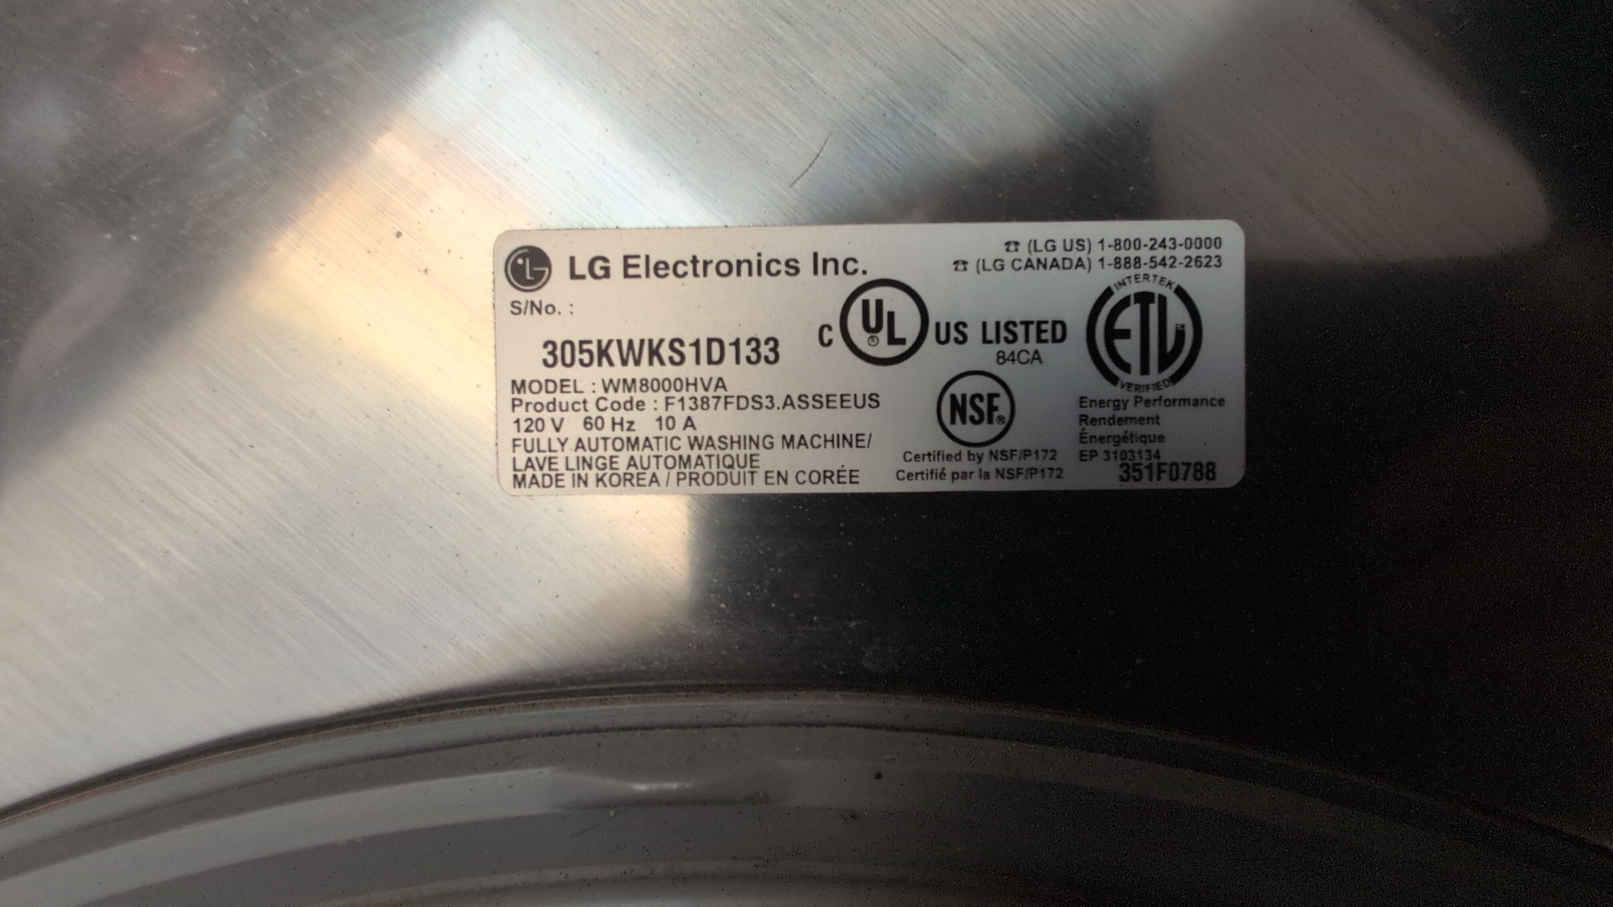 LG Electronics Inc.
☎ (LG US) 1-800-243-0000
☎ (LG CANADA) 1-888-542-2623
S/No. :
305KWKS1D133
MODEL : WM8000HVA
Product Code : F1387FDS3.ASSEEUS
120 V 60 Hz 10 A
FULLY AUTOMATIC WASHING MACHINE/
LAVE LINGE AUTOMATIQUE
MADE IN KOREA / PRODUIT EN CORÉE
C UL ® US LISTED
84CA
NSF®
Certified by NSF/P172
Certifié par la NSF/P172
INTERTEK
ETL
VERIFIED
Energy Performance
Rendement
Énergétique
EP 3103134
351F0788